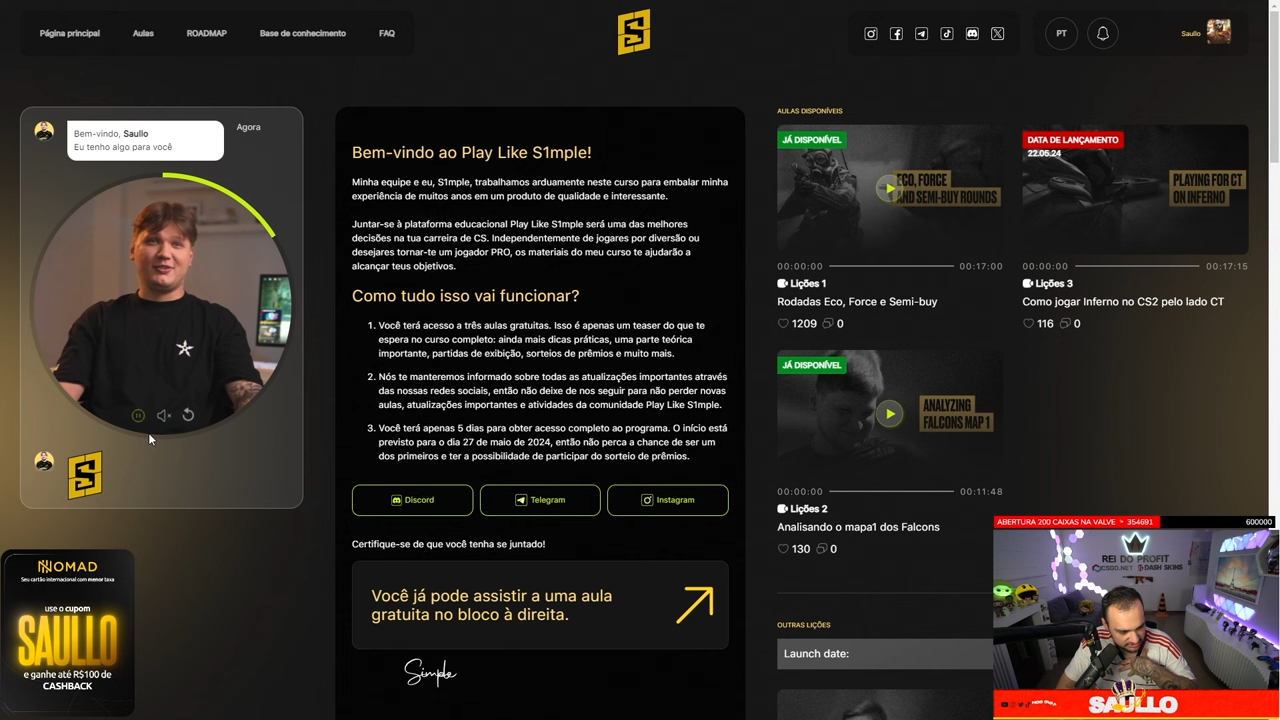 Página principal
Aulas
ROADMAP
Base de conhecimento
FAQ
PT
Saullo
Bem-vindo, Saullo
Eu tenho algo para você
Agora
Bem-vindo ao Play Like S1mple!
Minha equipe e eu, S1mple, trabalhamos arduamente neste curso para embalar minha
experiência de muitos anos em um produto de qualidade e interessante.
Juntar-se à plataforma educacional Play Like S1mple será uma das melhores
decisões na tua carreira de CS. Independentemente de jogares por diversão ou
desejares tornar-te um jogador PRO, os materiais do meu curso te ajudarão a
alcançar teus objetivos.
Como tudo isso vai funcionar?
1. Você terá acesso a três aulas gratuitas. Isso é apenas um teaser do que te
espera no curso completo: ainda mais dicas práticas, uma parte teórica
importante, partidas de exibição, sorteios de prêmios e muito mais.
2. Nós te manteremos informado sobre todas as atualizações importantes através
das nossas redes sociais, então não deixe de nos seguir para não perder novas
aulas, atualizações importantes e atividades da comunidade Play Like S1mple.
3. Você terá apenas 5 dias para obter acesso completo ao programa. O início está
previsto para o dia 27 de maio de 2024, então não perca a chance de ser um
dos primeiros e ter a possibilidade de participar do sorteio de prêmios.
Discord
Telegram
Instagram
Certifique-se de que você tenha se juntado!
Você já pode assistir a uma aula
gratuita no bloco à direita.
Simple
AULAS DISPONÍVEIS
JÁ DISPONÍVEL
ECO, FORCE
AND SEMI-BUY ROUNDS
00:00:00
00:17:00
Lições 1
Rodadas Eco, Force e Semi-buy
1209
0
DATA DE LANÇAMENTO
22.05.24
PLAYING FOR CT
ON INFERNO
00:00:00
00:17:15
Lições 3
Como jogar Inferno no CS2 pelo lado CT
116
0
JÁ DISPONÍVEL
ANALYZING
FALCONS MAP 1
00:00:00
00:11:48
Lições 2
Analisando o mapa1 dos Falcons
130
0
OUTRAS LIÇÕES
Launch date:
NOMAD
Seu cartão internacional com menor taxa
use o cupom
SAULLO
e ganhe até R$100 de
CASHBACK
ABERTURA 200 CAIXAS NA VALVE
354691
600000
REI DO PROFIT
CSGO.NET
DASH SKINS
SAULLO